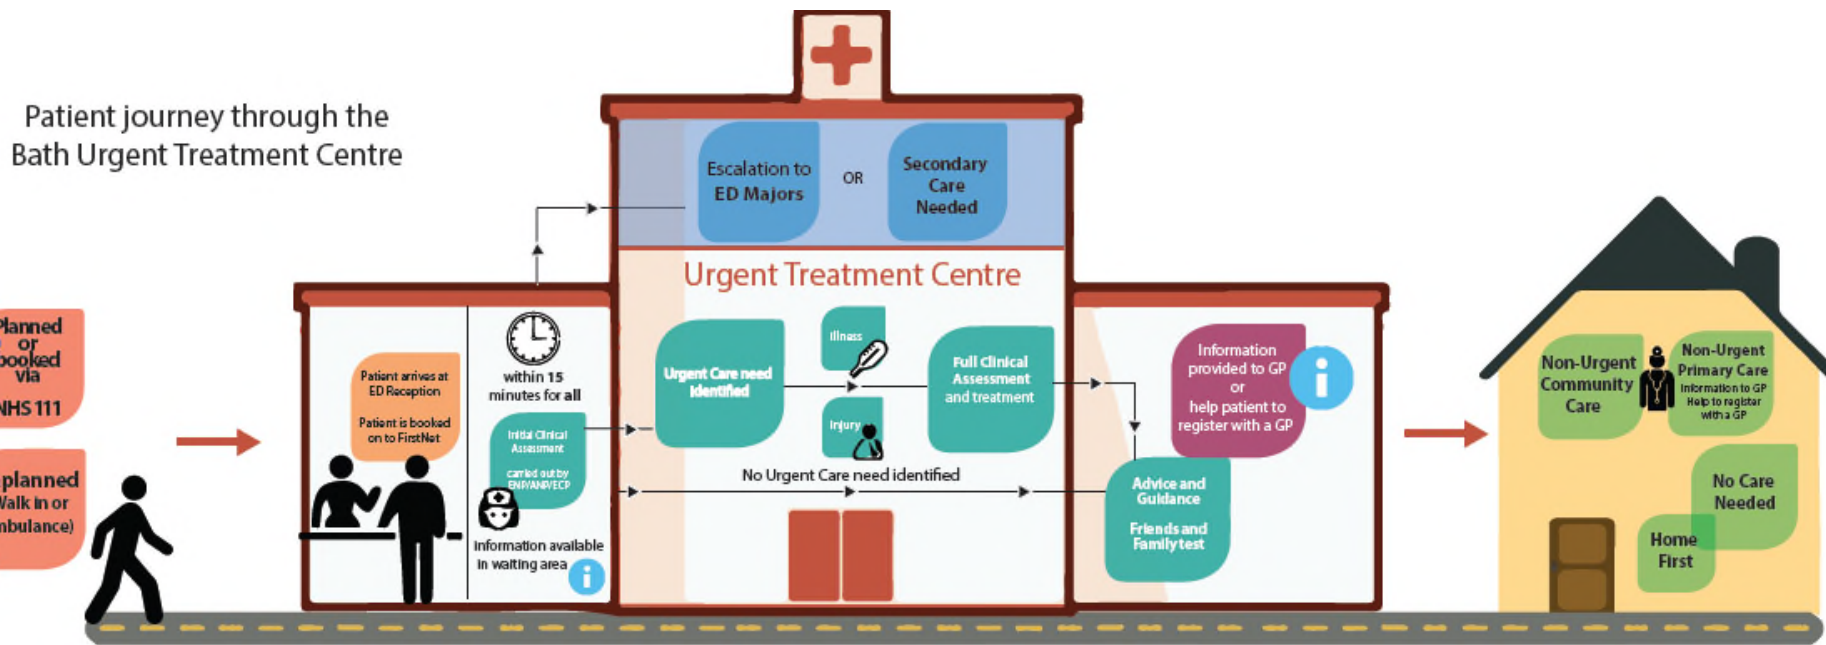 Patient journey through the
Bath Urgent Treatment Centre
Planned
or
booked
via
NHS 111
planned
Walk in or
mbulance)
Patient arrives at
ED Reception
Patient is booked
on to FirstNet
within 15
minutes for all
Initial Clinical
Assessment
carried out by
ENP/ANP/ECP
Information available
in waiting area
i
Escalation to
ED Majors
OR
Secondary
Care
Needed
Urgent Treatment Centre
Urgent Care need
Identified
Illness
Injury
Full Clinical
Assessment
and treatment
No Urgent Care need identified
Information
provided to GP
or
help patient to
register with a GP
i
Advice and
Guidance
Friends and
Family test
Non-Urgent
Community
Care
Non-Urgent
Primary Care
Information to GP
Help to register
with a GP
No Care
Needed
Home
First